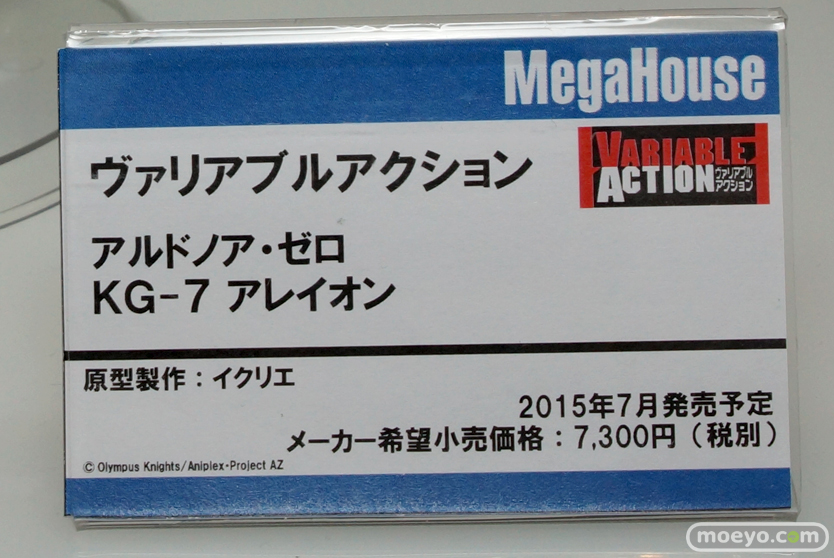 MegaHouse
ヴァリアブルアクション
VARIABLE
ACTION
ヴァリアブル
アクション
アルドノア・ゼロ
KG-7 アレイオン
原型製作：イクリエ
2015年7月発売予定
メーカー希望小売価格：7,300円（税別）
© Olympus Knights/Aniplex・Project AZ
moeyo.com